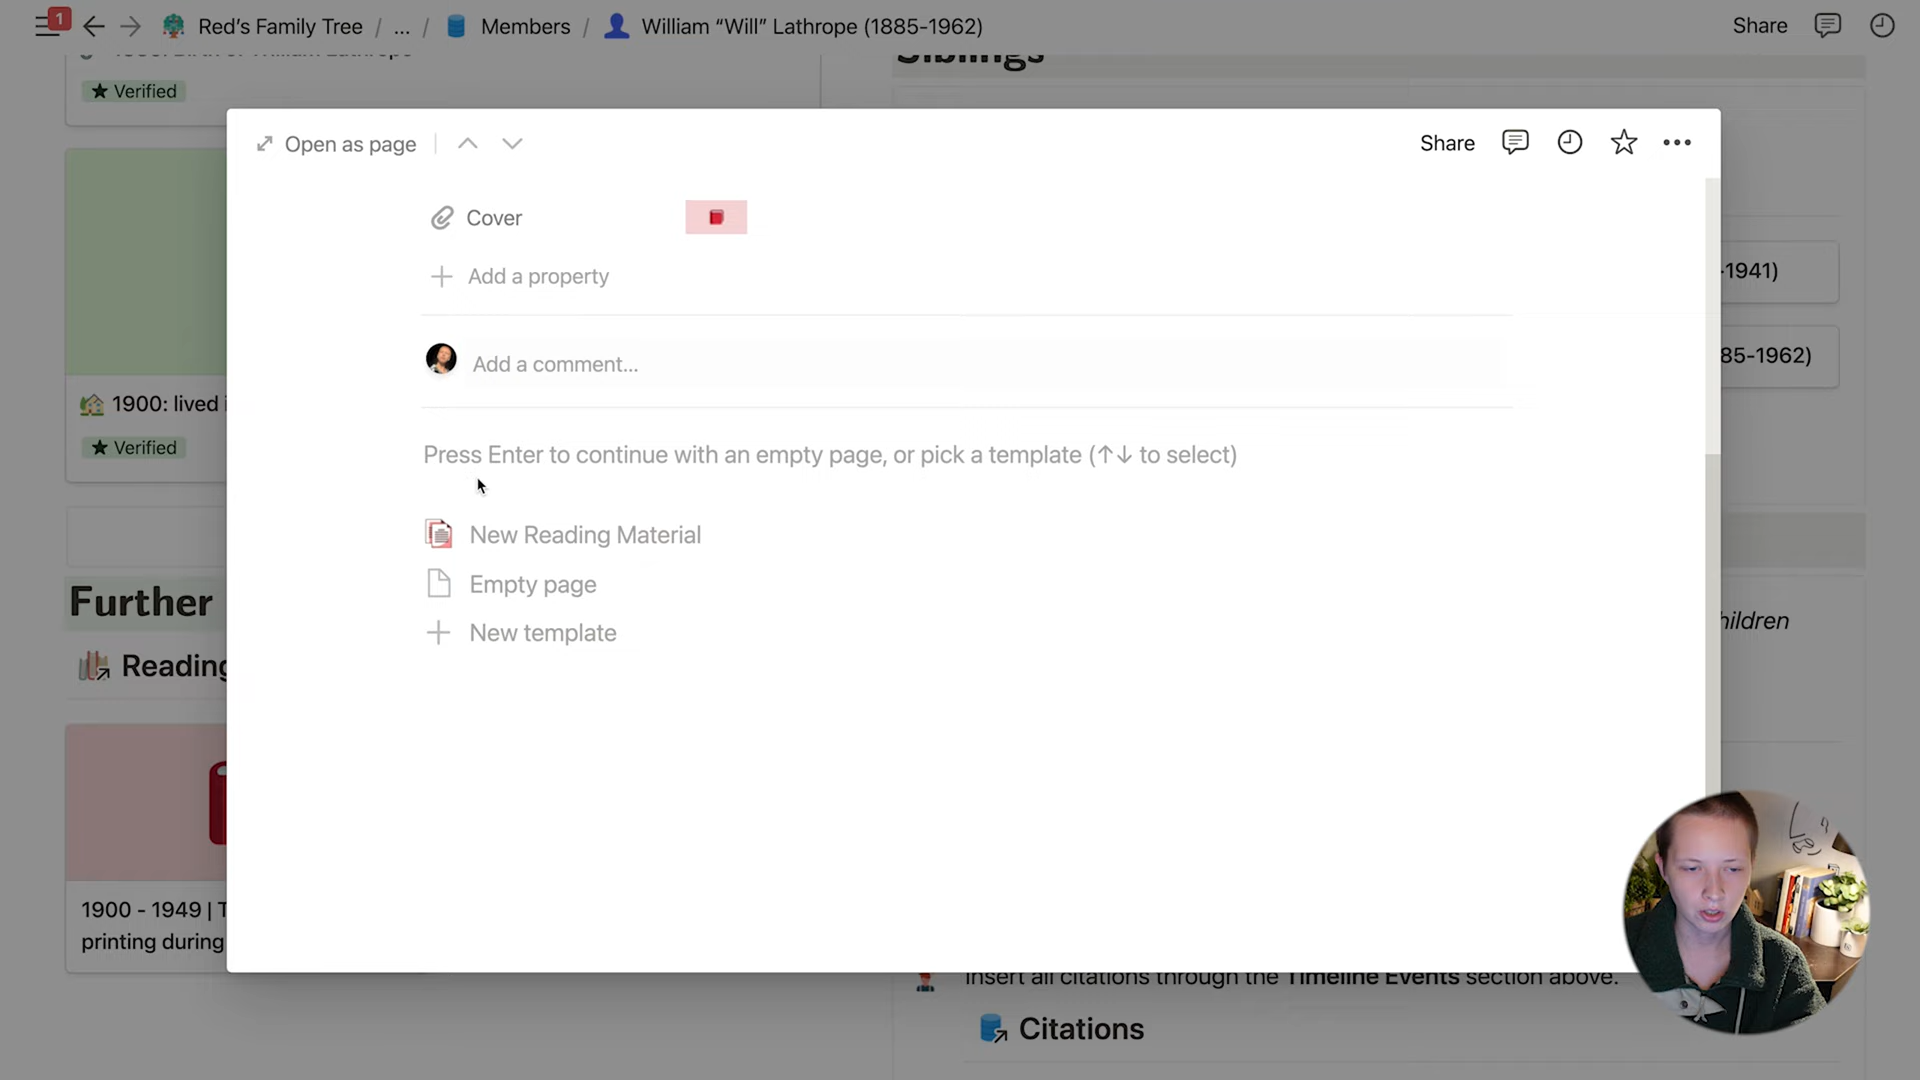 1
Red's Family Tree / ... / Members / William “Will” Lathrope (1885-1962)
Share
Siblings
★ Verified
Open as page
Share
Cover
Add a property
-1941)
Add a comment...
85-1962)
1900: lived i
★ Verified
Press Enter to continue with an empty page, or pick a template (↑↓ to select)
New Reading Material
Empty page
New template
Further
Reading
hildren
1900 - 1949 | T
printing during
Insert all citations through the Timeline Events section above.
Citations